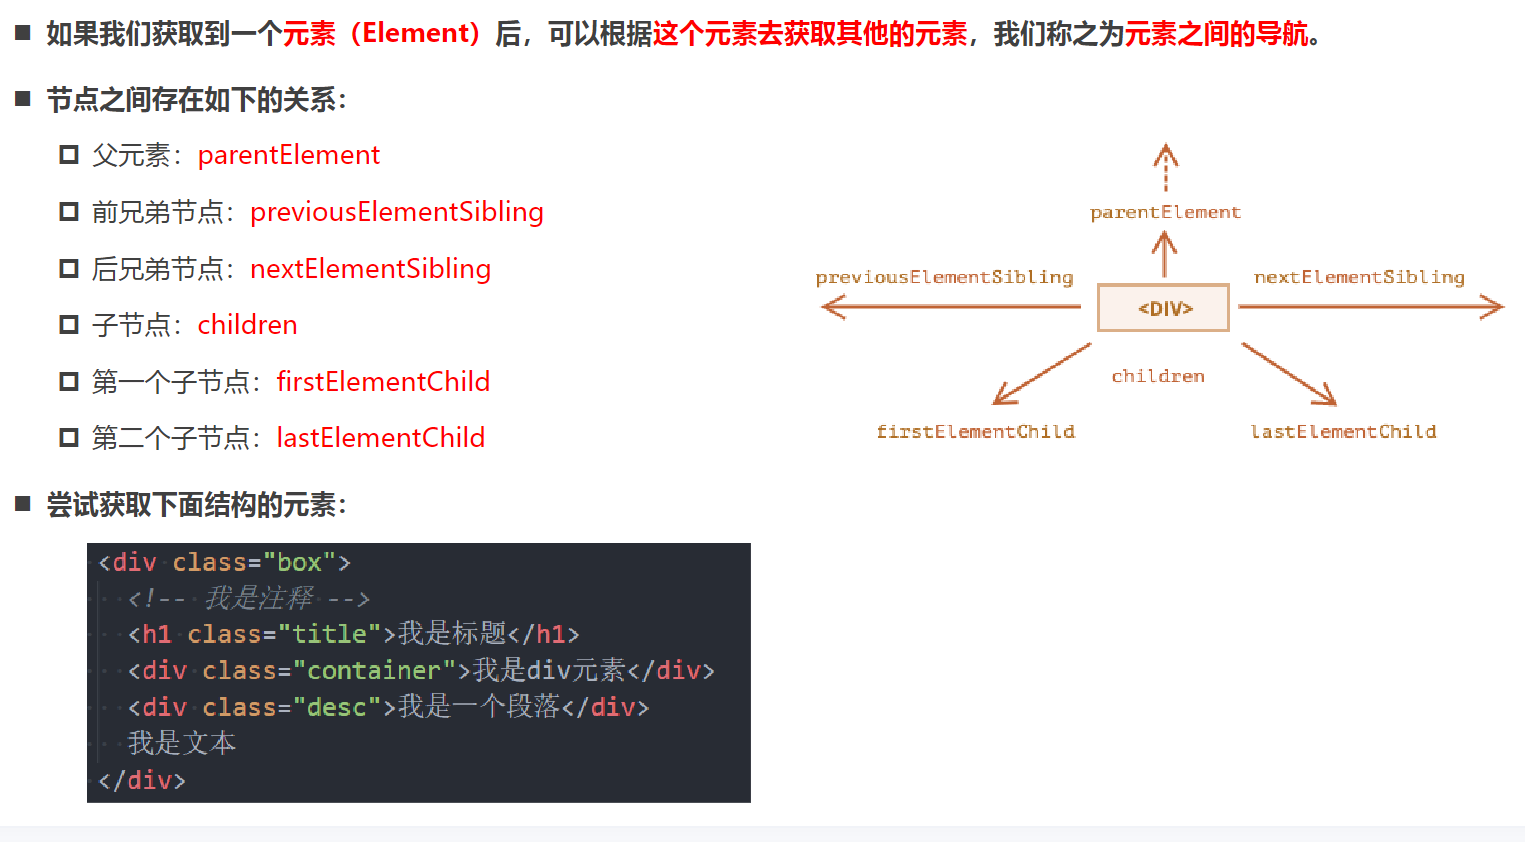 如果我们获取到一个元素（Element）后，可以根据这个元素去获取其他的元素，我们称之为元素之间的导航。
节点之间存在如下的关系：
父元素：parentElement
前兄弟节点：previousElementSibling
后兄弟节点：nextElementSibling
子节点：children
第一个子节点：firstElementChild
第二个子节点：lastElementChild
parentElement
previousElementSibling
nextElementSibling
<DIV>
children
firstElementChild
lastElementChild
尝试获取下面结构的元素：
<div class="box">
<!-- 我是注释 -->
<h1 class="title">我是标题</h1>
<div class="container">我是div元素</div>
<div class="desc">我是一个段落</div>
我是文本
</div>